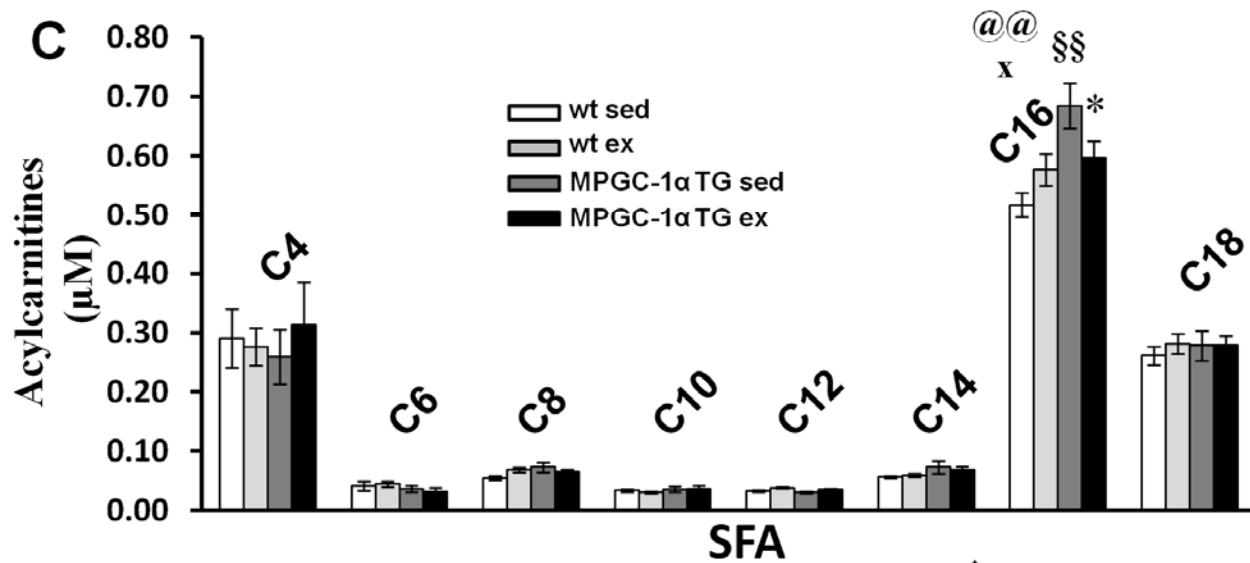 C
@@
§§
x
*
0.80
0.70
0.60
0.50
0.40
0.30
0.20
0.10
0.00
Acylcarnitines
(µM)
wt sed
wt ex
MPGC-1α TG sed
MPGC-1α TG ex
C4
C6
C8
C10
C12
C14
C16
C18
SFA